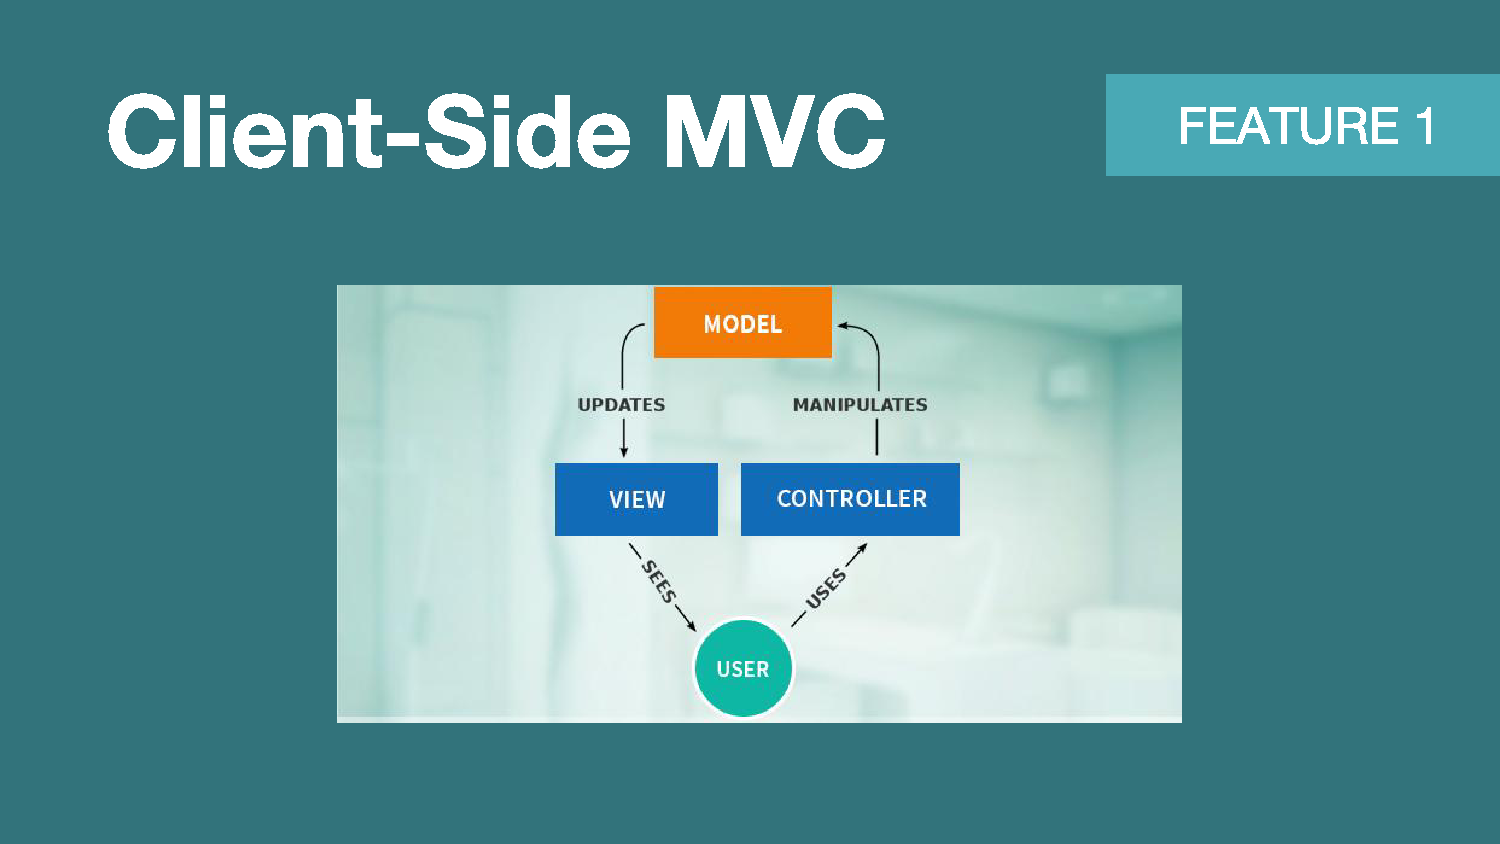 Client-Side MVC
FEATURE 1
MODEL
UPDATES
MANIPULATES
VIEW
CONTROLLER
SEES
USES
USER